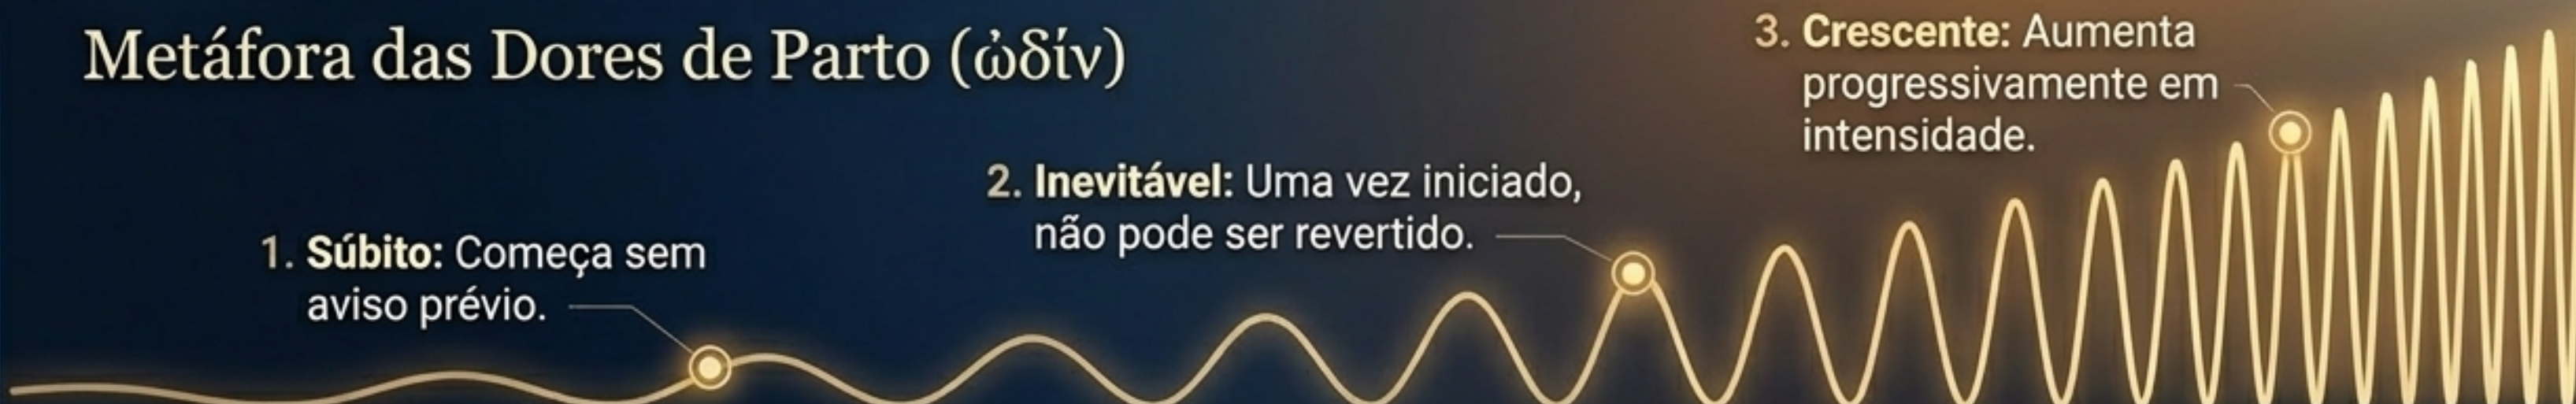 Metáfora das Dores de Parto (ὠδίν)
1. Súbito: Começa sem
aviso prévio.
2. Inevitável: Uma vez iniciado,
não pode ser revertido.
3. Crescente: Aumenta
progressivamente em
intensidade.